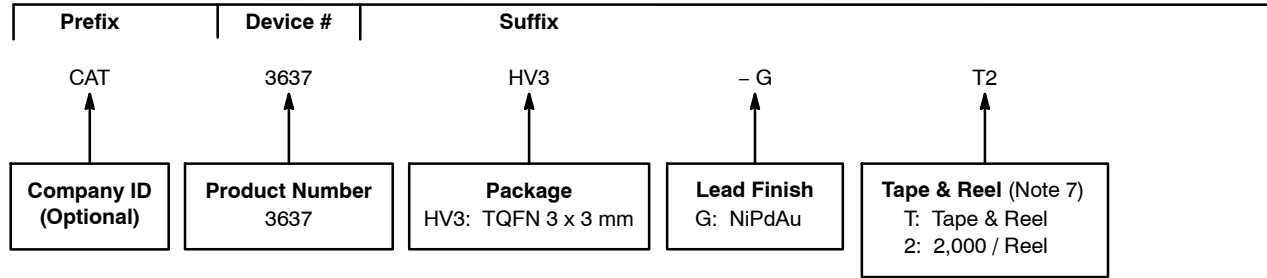 Prefix Device # Suffix
CAT 3637 HV3 – G T2
Company ID
(Optional)
Product Number
3637
Package
HV3: TQFN 3 x 3 mm
Lead Finish
G: NiPdAu
Tape & Reel (Note 7)
T: Tape & Reel
2: 2,000 / Reel